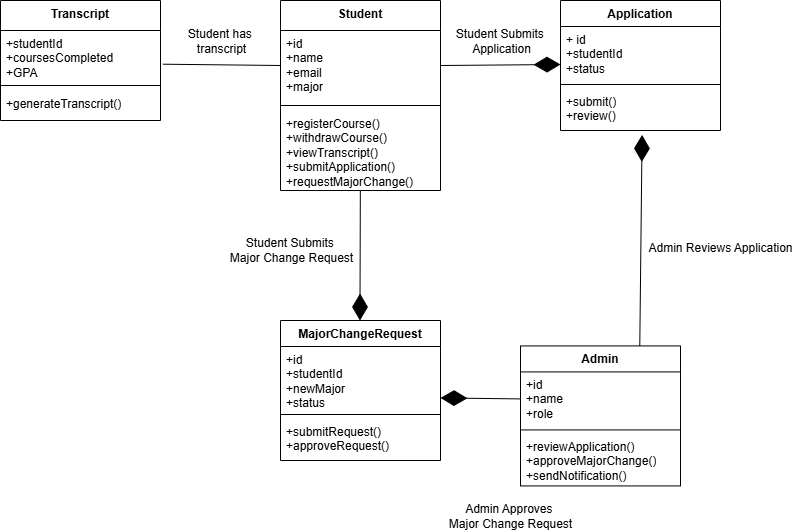 Transcript
+studentId
+coursesCompleted
+GPA
+generateTranscript()
Student has
transcript
Student
+id
+name
+email
+major
+registerCourse()
+withdrawCourse()
+viewTranscript()
+submitApplication()
+requestMajorChange()
Student Submits
Application
Application
+ id
+studentId
+status
+submit()
+review()
Student Submits
Major Change Request
Admin Reviews Application
MajorChangeRequest
+id
+studentId
+newMajor
+status
+submitRequest()
+approveRequest()
Admin
+id
+name
+role
+reviewApplication()
+approveMajorChange()
+sendNotification()
Admin Approves
Major Change Request